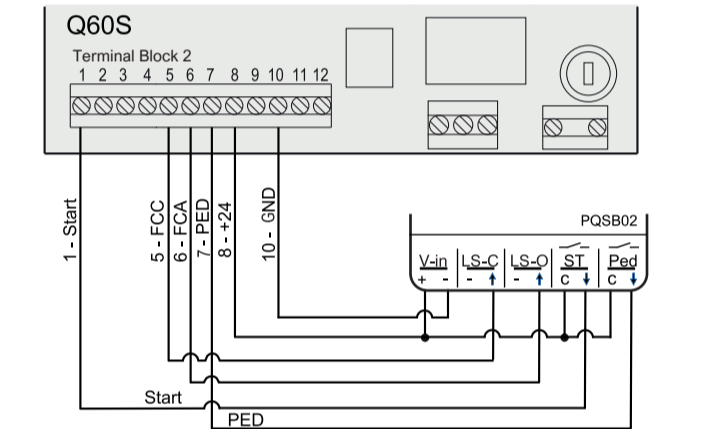 Q60S
Terminal Block 2
1 2 3 4 5 6 7 8 9 10 11 12
1 - Start
5 - FCC
6 - FCA
7 - PED
8 - +24
10 - GND
PQSB02
V-in LS-C LS-O ST Ped
+ - - - C C
Start
PED